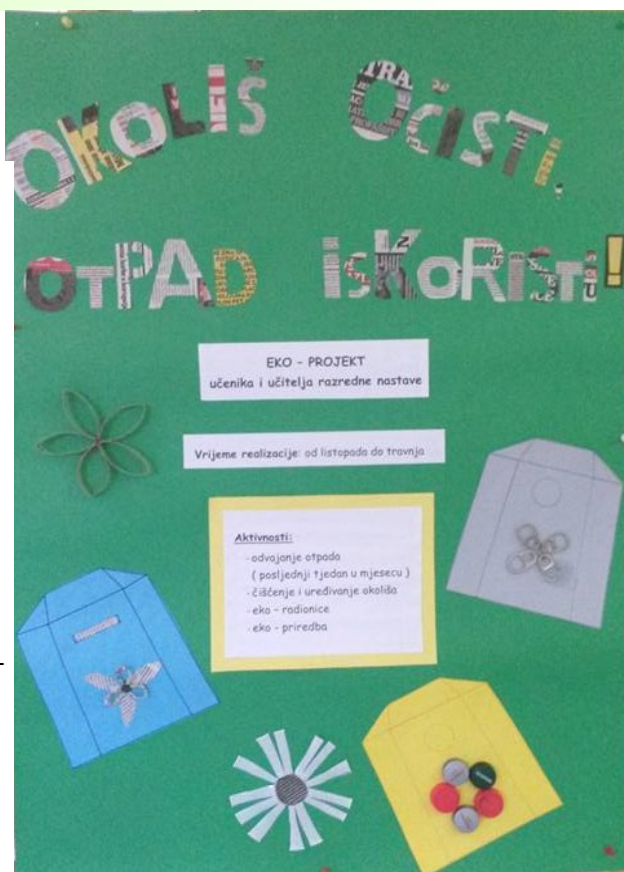 OKOLIŠ OČISTI,
OTPAD ISKORISTI!
EKO - PROJEKT
učenika i učitelja razredne nastave
Vrijeme realizacije: od listopada do travnja
Aktivnosti:
- odvajanje otpada
( posljednji tjedan u mjesecu )
- čišćenje i uređivanje okoliša
- eko - radionice
- eko - priredba